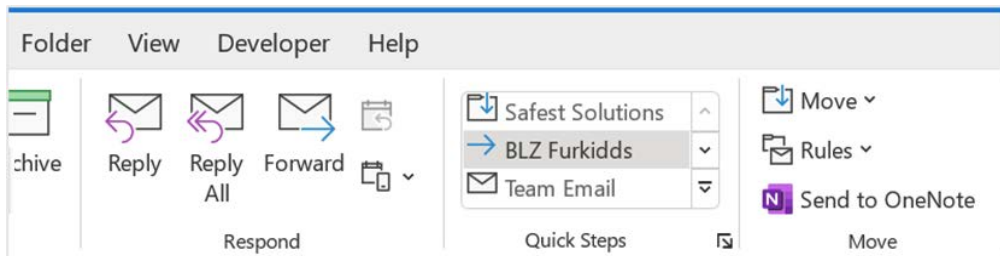 Folder View Developer Help
chive Reply Reply All Forward
Safest Solutions
BLZ Furkidds
Team Email
Move
Rules
Send to OneNote
Respond Quick Steps Move